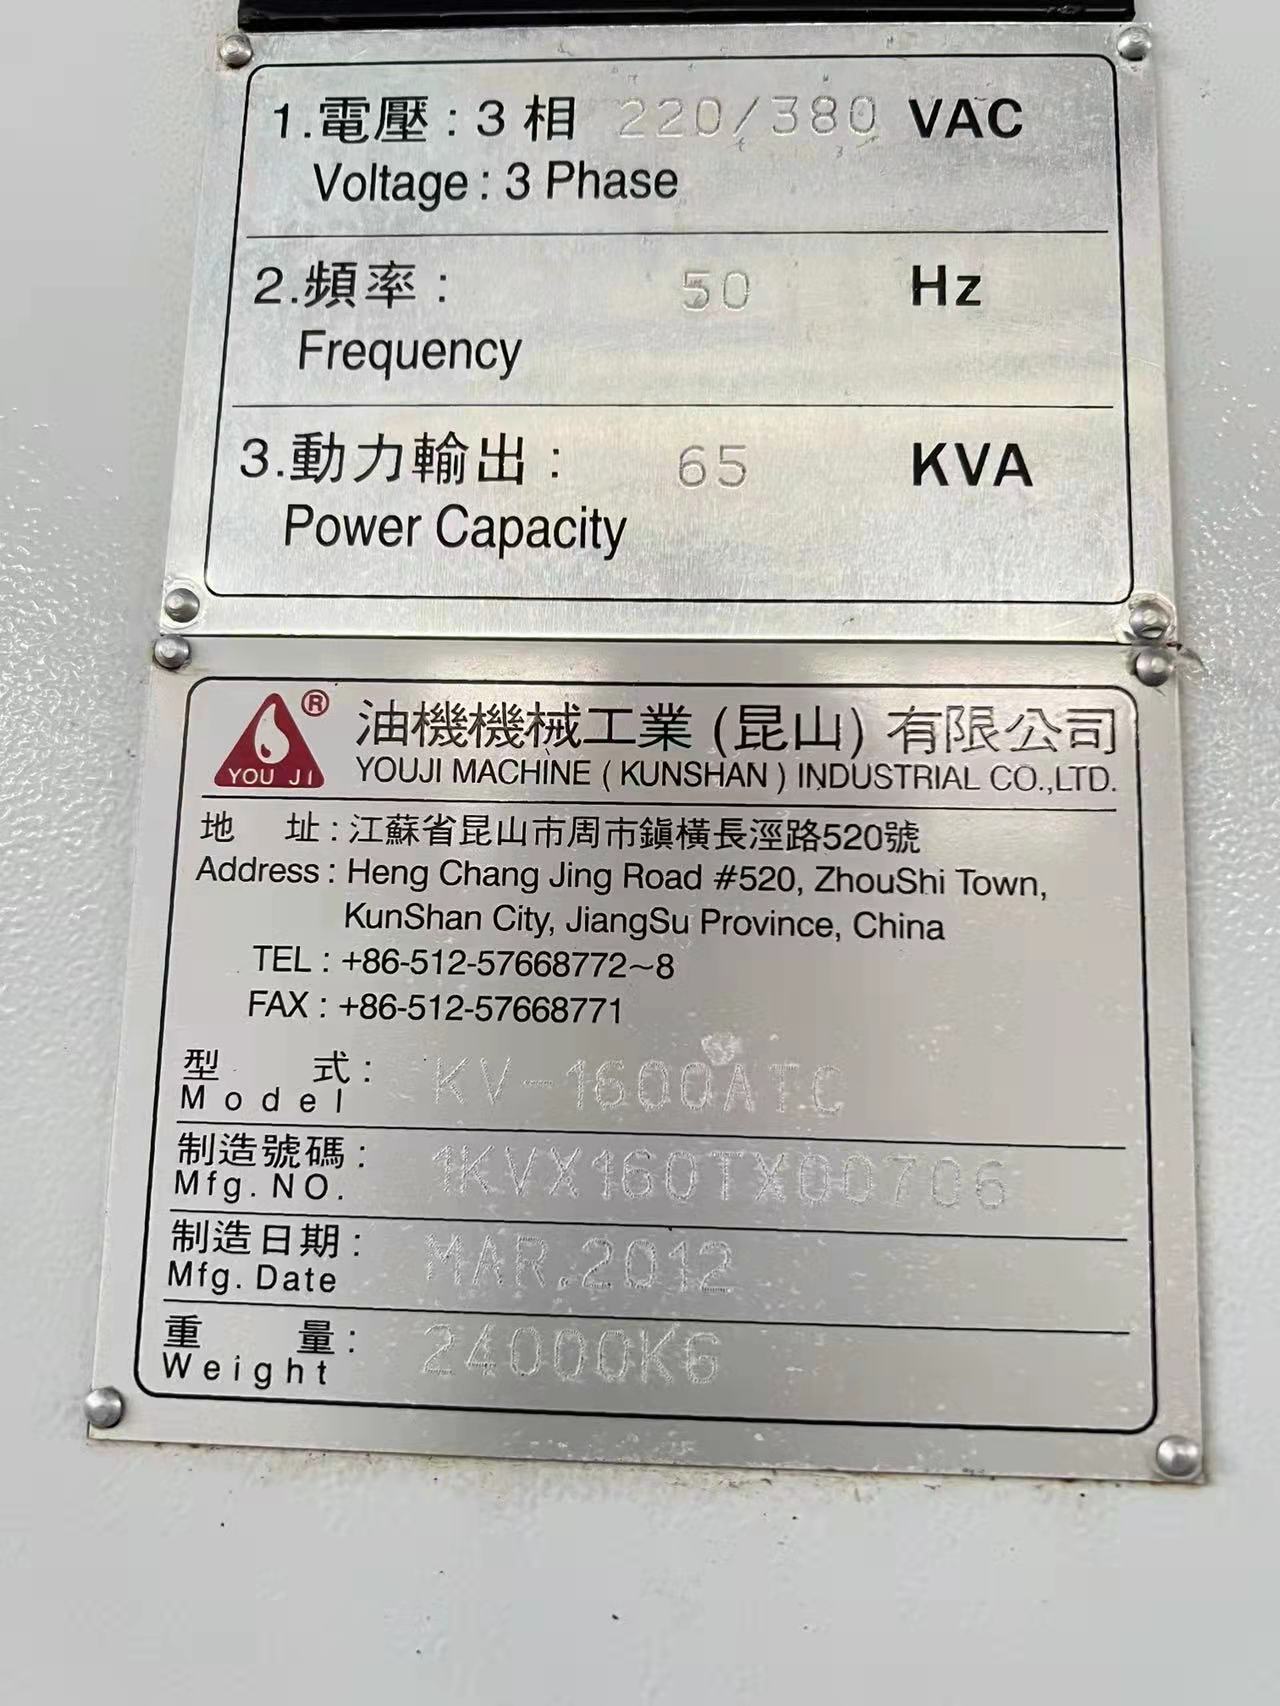 1.電壓：3 相 220/380 VAC
Voltage : 3 Phase
2.頻率： 50 Hz
Frequency
3.動力輸出： 65 KVA
Power Capacity
YOU JI ® 油機機械工業 (昆山) 有限公司
YOUJI MACHINE ( KUNSHAN ) INDUSTRIAL CO.,LTD.
地 址：江蘇省昆山市周市鎮橫長涇路520號
Address : Heng Chang Jing Road #520, ZhouShi Town,
KunShan City, JiangSu Province, China
TEL : +86-512-57668772~8
FAX : +86-512-57668771
型 式： KV-1600ATC
Model
制造號碼： 1KVX160TX00706
Mfg. NO.
制造日期： MAR.2012
Mfg. Date
重 量： 24000KG
Weight